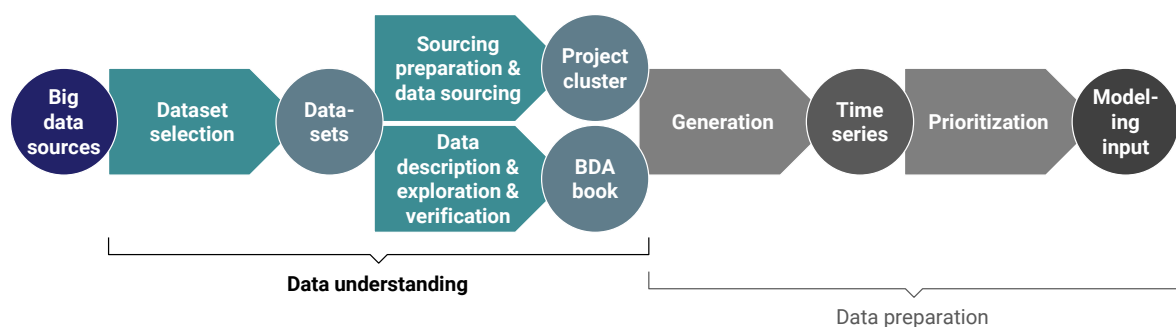 Big
data
sources
Dataset
selection
Data-
sets
Sourcing
preparation &
data sourcing
Project
cluster
Data
description &
exploration &
verification
BDA
book
Generation
Time
series
Prioritization
Model-
ing
input
Data understanding
Data preparation